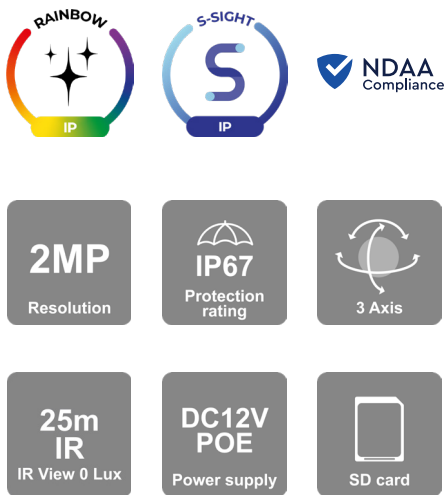 RAINBOW
IP
S-SIGHT
S
IP
NDAA
Compliance
2MP
Resolution
IP67
Protection
rating
3 Axis
25m
IR
IR View 0 Lux
DC12V
POE
Power supply
SD card